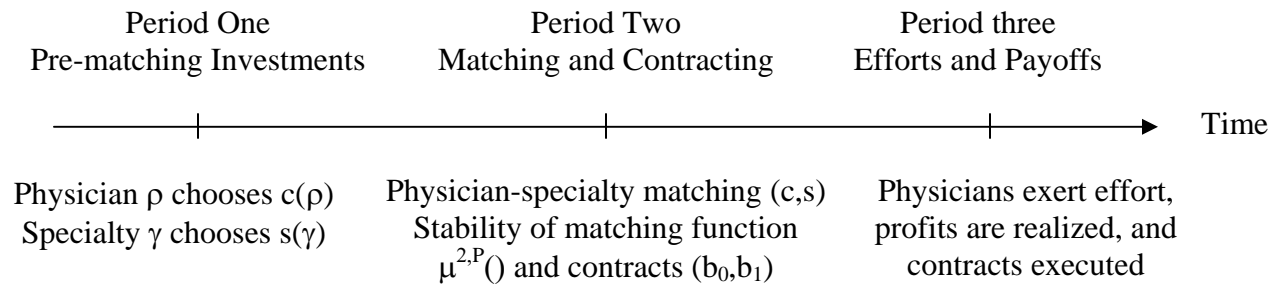 Period One
Pre-matching Investments
Period Two
Matching and Contracting
Period three
Efforts and Payoffs
Time
Physician ρ chooses c(ρ)
Specialty γ chooses s(γ)
Physician-specialty matching (c,s)
Stability of matching function
μ^{2,P}() and contracts (b₀,b₁)
Physicians exert effort,
profits are realized, and
contracts executed